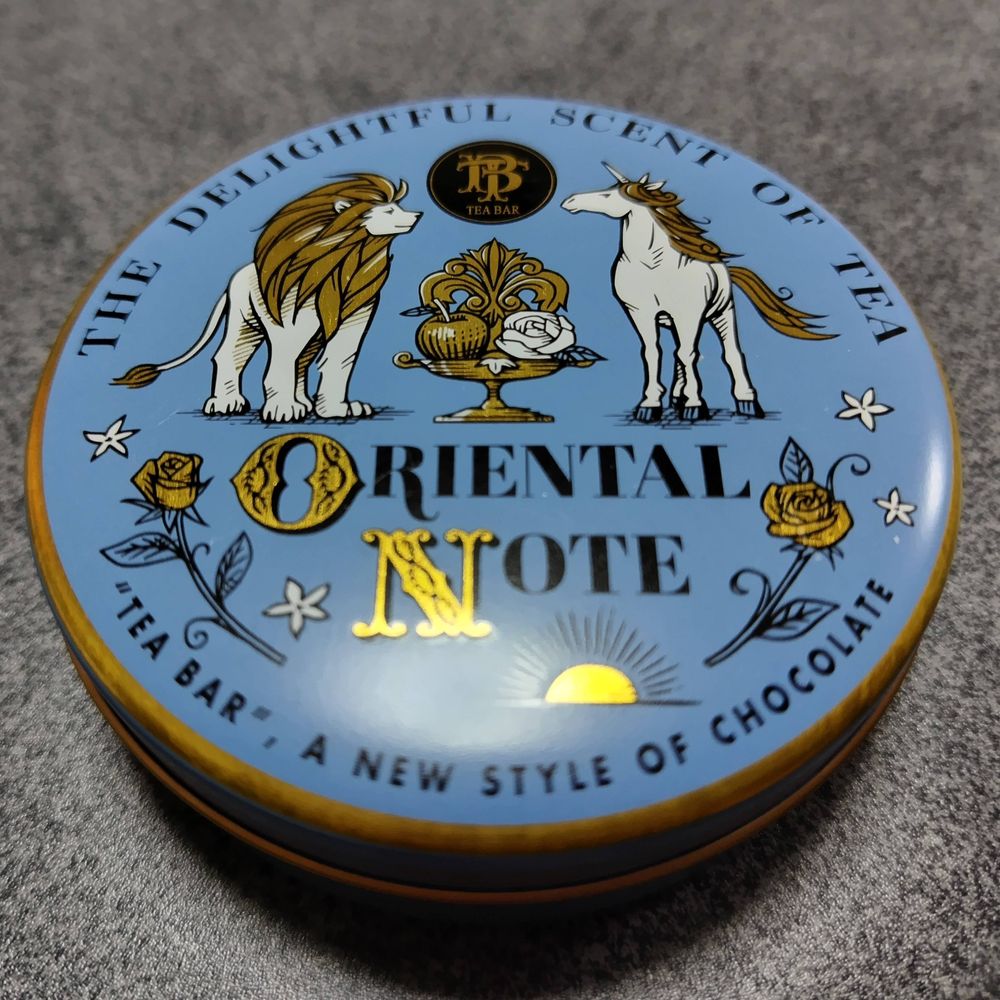 THE DELIGHTFUL SCENT OF TEA
TB
TEA BAR
ORIENTAL
NOTE
"TEA BAR", A NEW STYLE OF CHOCOLATE